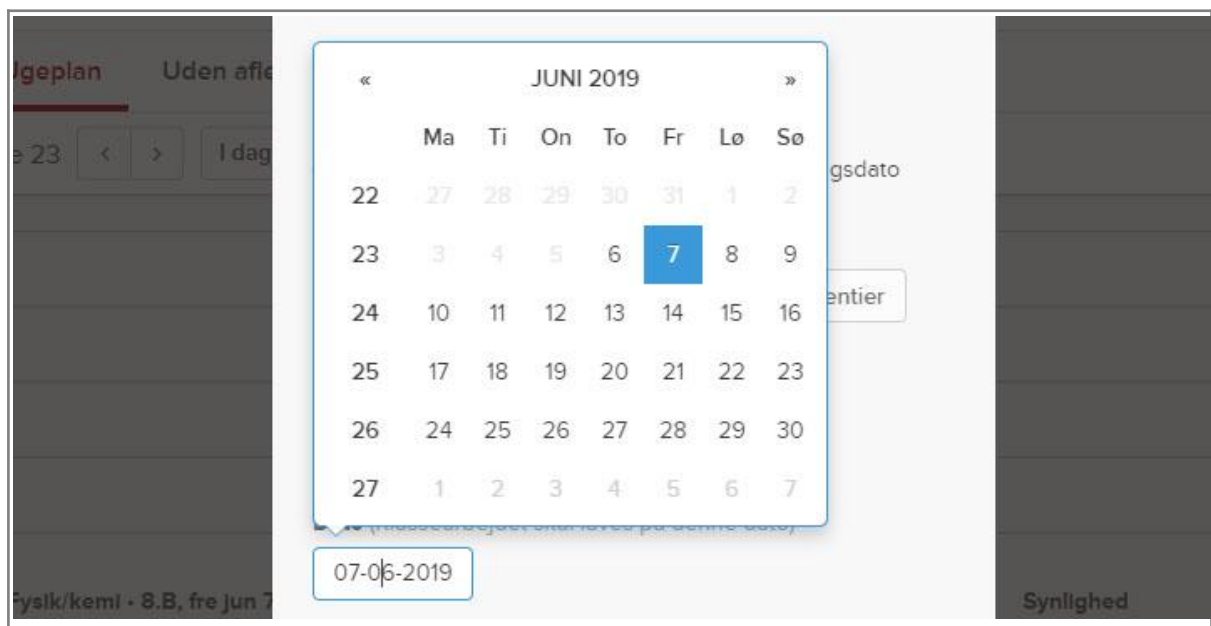 Ugeplan Uden afle
e 23 < > I dag
« JUNI 2019 »
Ma Ti On To Fr Lø Sø
22 27 28 29 30 31 1 2
23 3 4 5 6 7 8 9
24 10 11 12 13 14 15 16
25 17 18 19 20 21 22 23
26 24 25 26 27 28 29 30
27 1 2 3 4 5 6 7
gsdato
entier
07-06-2019
Fysik/kemi • 8.B, fre jun 7
Synlighed